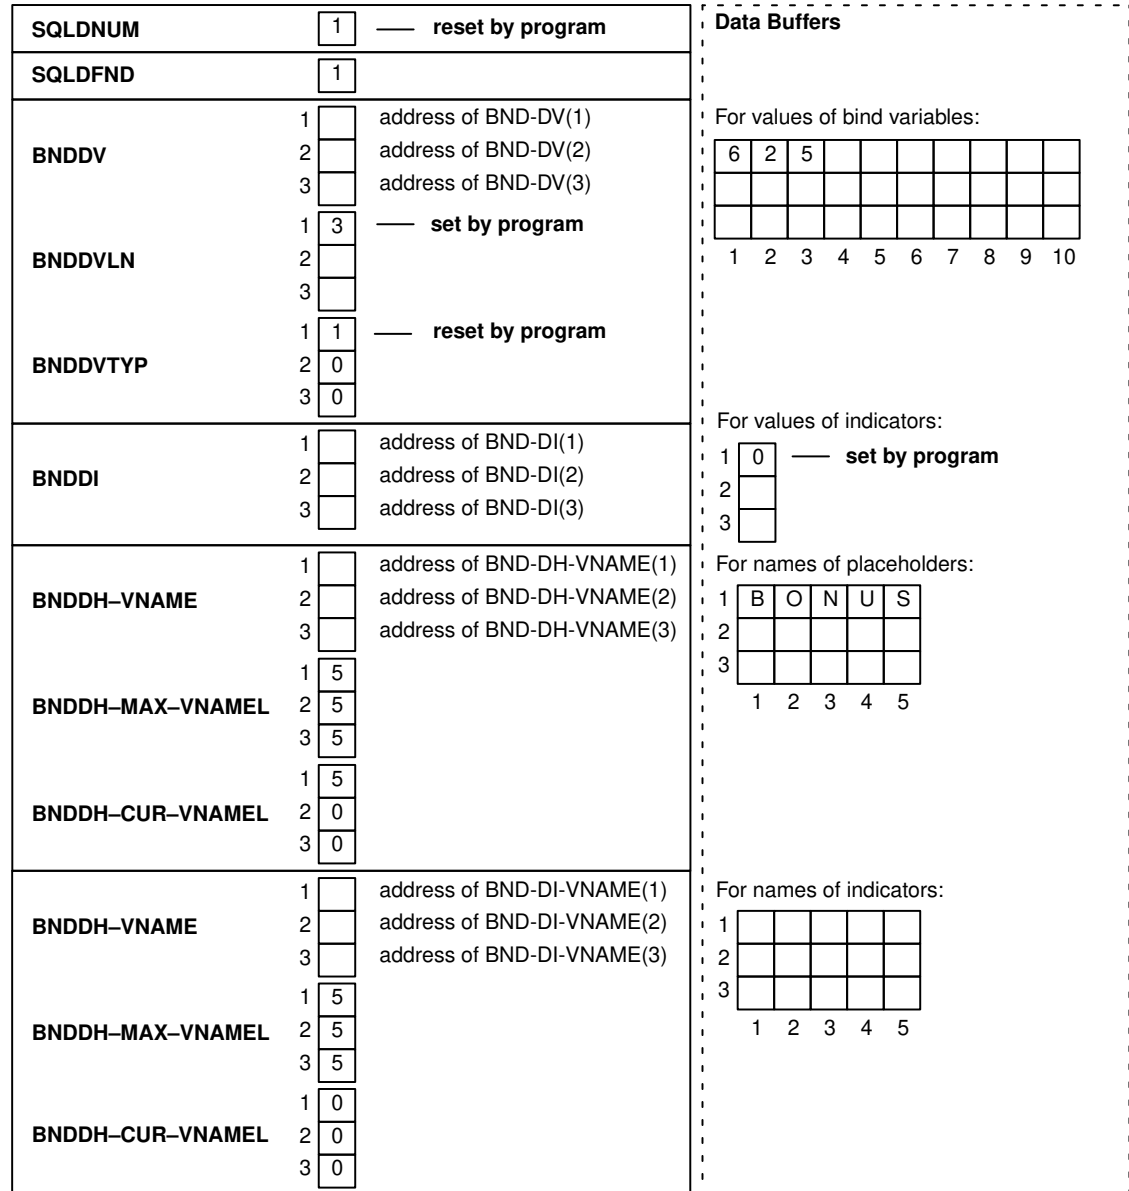 SQLDNUM 1 reset by program
SQLDFND 1
BNDDV
1 address of BND-DV(1)
2 address of BND-DV(2)
3 address of BND-DV(3)
BNDDVLN
1 3 set by program
2
3
BNDDVTYP
1 1 reset by program
2 0
3 0
BNDDI
1 address of BND-DI(1)
2 address of BND-DI(2)
3 address of BND-DI(3)
BNDDH–VNAME
1 address of BND-DH-VNAME(1)
2 address of BND-DH-VNAME(2)
3 address of BND-DH-VNAME(3)
BNDDH–MAX–VNAMEL
1 5
2 5
3 5
BNDDH–CUR–VNAMEL
1 5
2 0
3 0
BNDDH–VNAME
1 address of BND-DI-VNAME(1)
2 address of BND-DI-VNAME(2)
3 address of BND-DI-VNAME(3)
BNDDH–MAX–VNAMEL
1 5
2 5
3 5
BNDDH–CUR–VNAMEL
1 0
2 0
3 0
Data Buffers
For values of bind variables:
6 2 5
1 2 3 4 5 6 7 8 9 10
For values of indicators:
1 0 set by program
2
3
For names of placeholders:
1 B O N U S
2
3
1 2 3 4 5
For names of indicators:
1
2
3
1 2 3 4 5